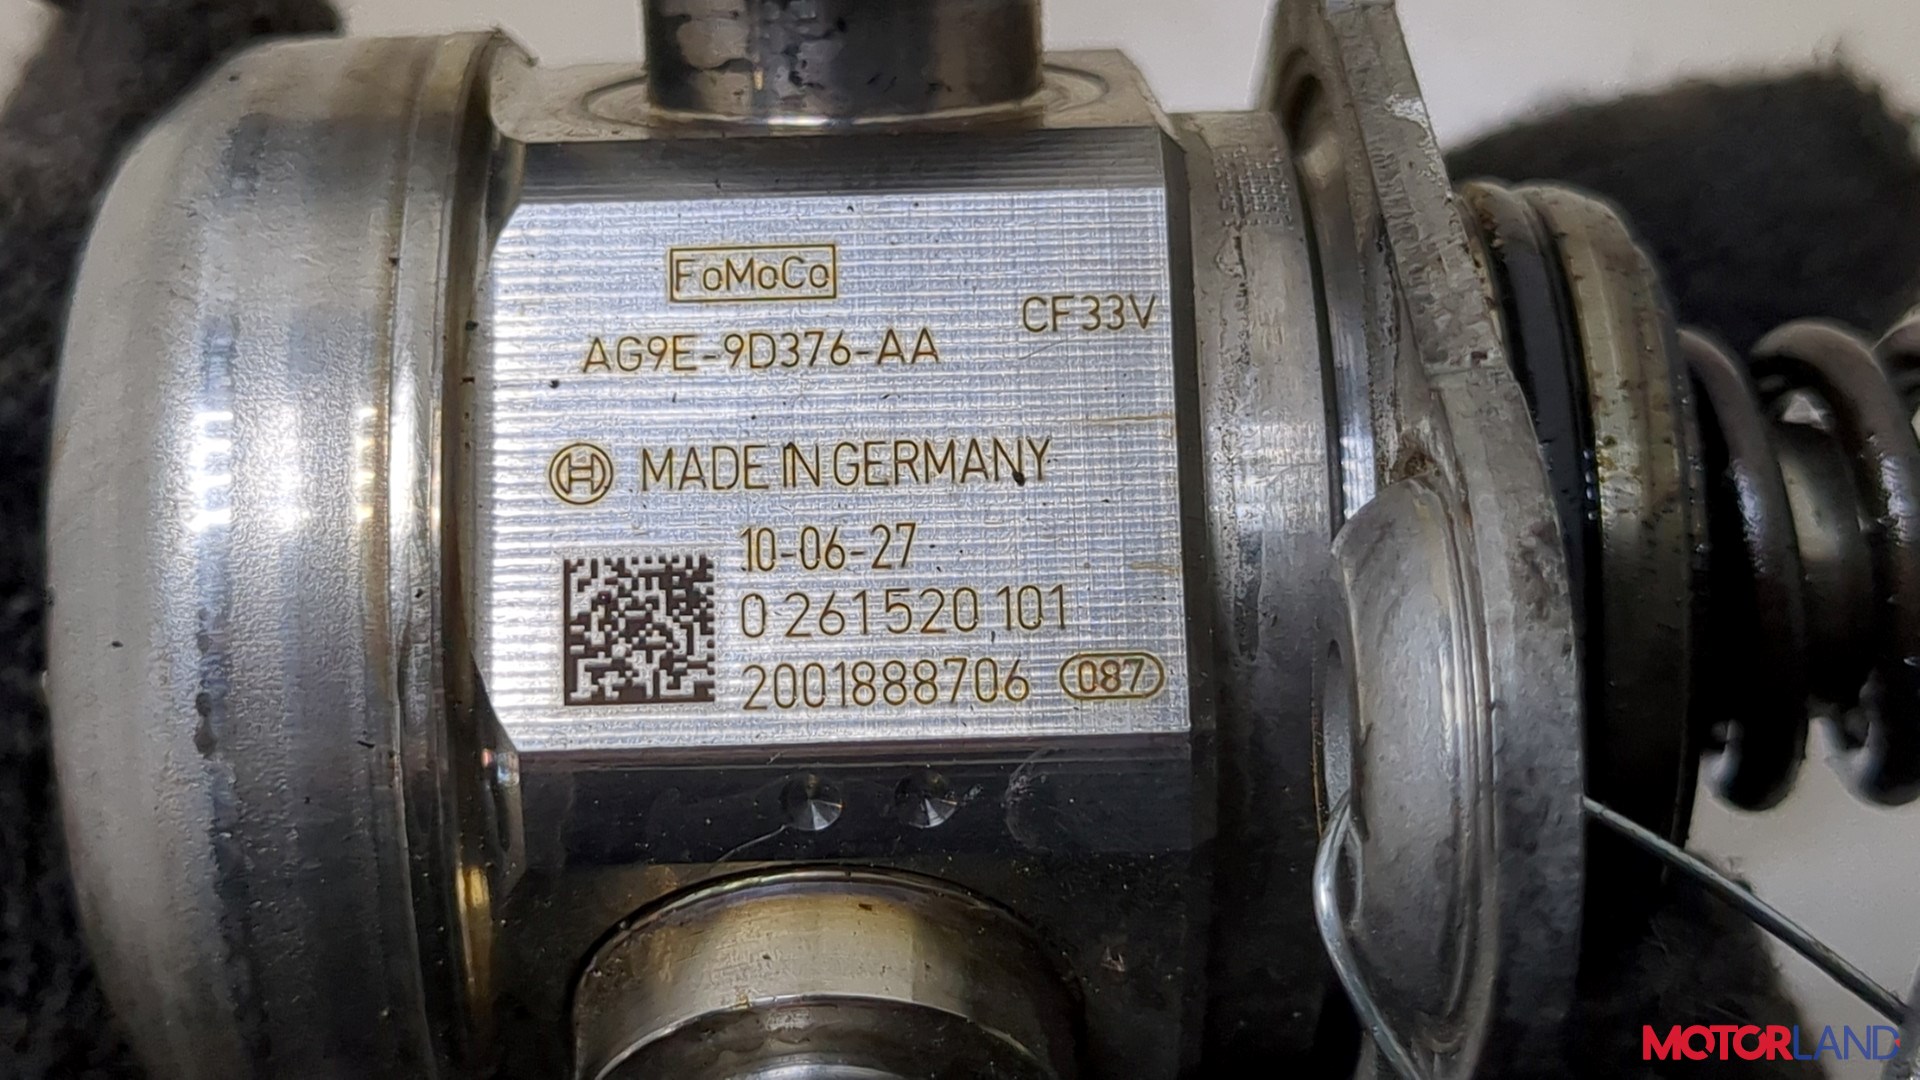 FoMoCo
CF33V
AG9E-9D376-AA
MADE IN GERMANY
10-06-27
0 261 520 101
2001888706 087
MOTORLAND